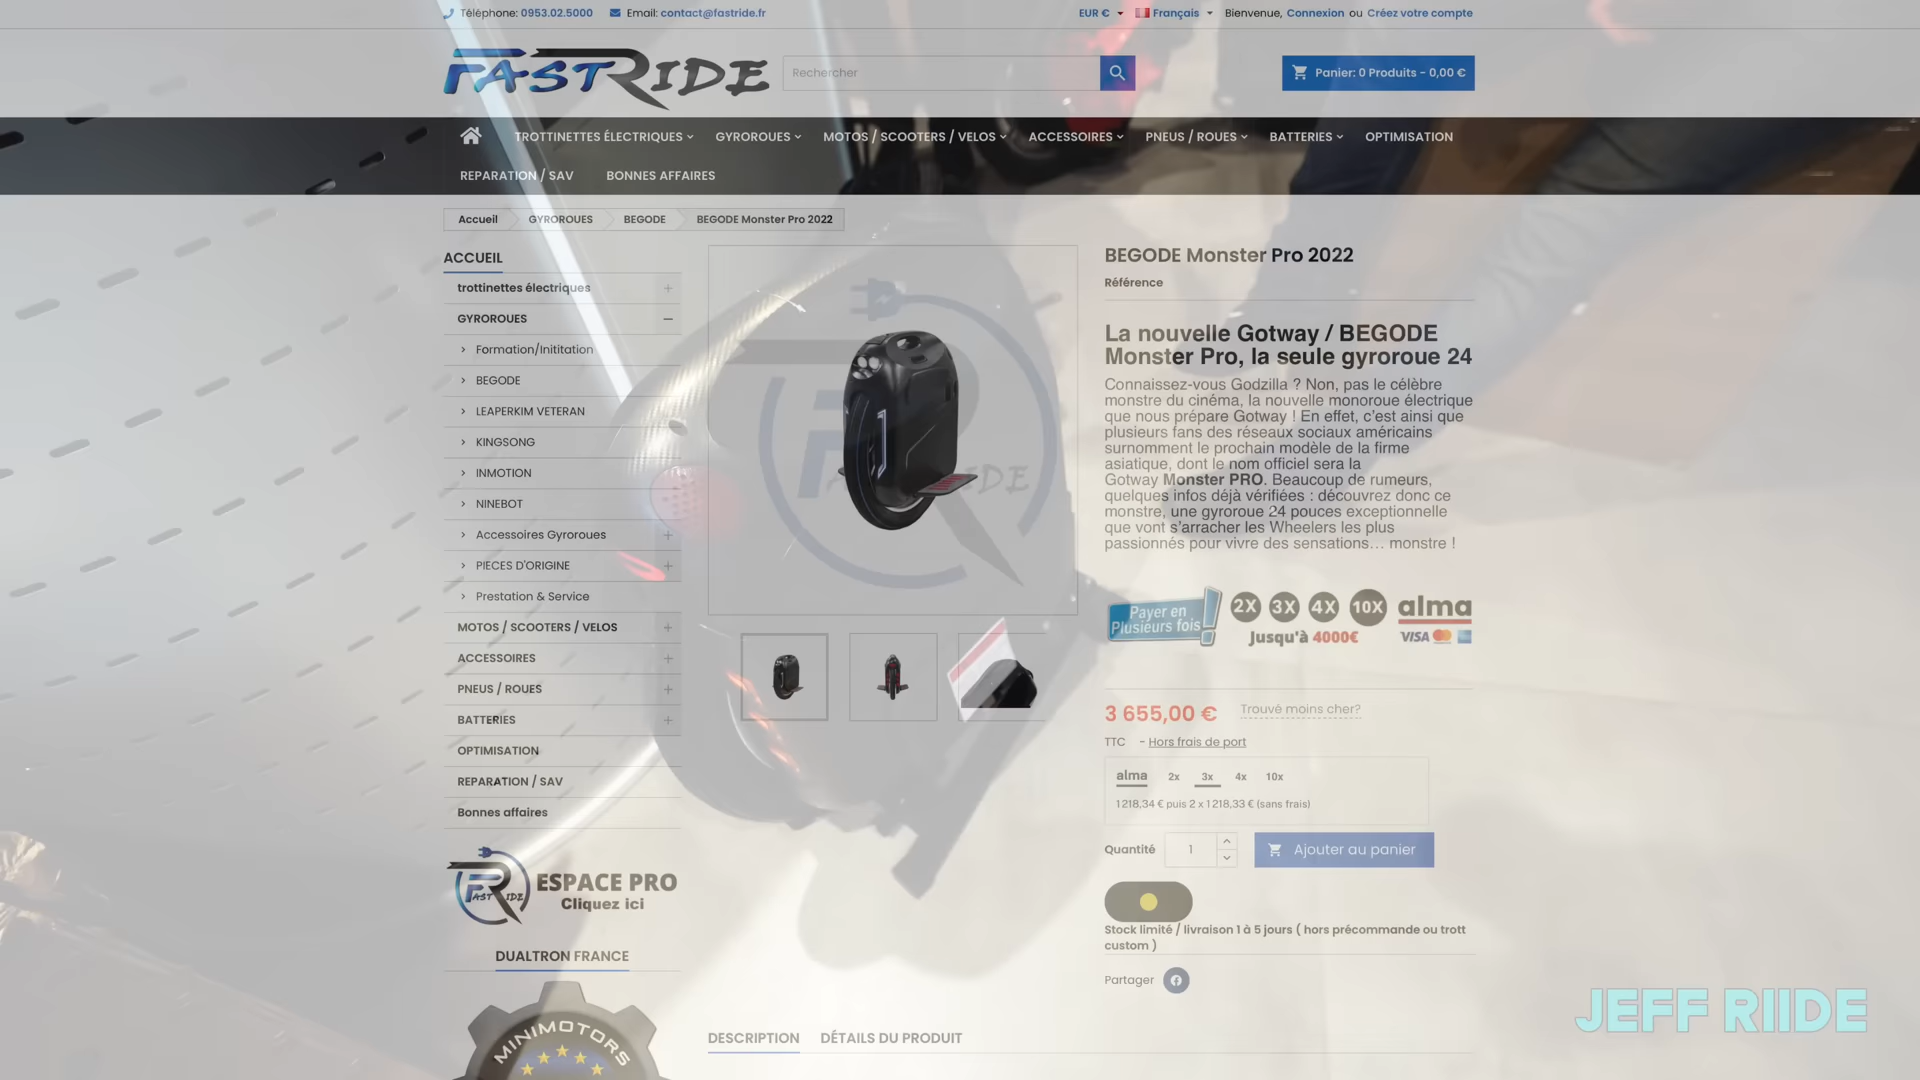 Téléphone: 0953.02.5000 Email: contact@fastride.fr
EUR € Français Bienvenue, Connexion ou Créez votre compte
FASTRIDE
Rechercher
Panier: 0 Produits - 0,00 €
TROTTINETTES ÉLECTRIQUES GYROROUES MOTOS / SCOOTERS / VELOS ACCESSOIRES PNEUS / ROUES BATTERIES OPTIMISATION
REPARATION / SAV BONNES AFFAIRES
Accueil GYROROUES BEGODE BEGODE Monster Pro 2022
ACCUEIL
trottinettes électriques
GYROROUES
Formation/Inititation
BEGODE
LEAPERKIM VETERAN
KINGSONG
INMOTION
NINEBOT
Accessoires Gyroroues
PIECES D'ORIGINE
Prestation & Service
MOTOS / SCOOTERS / VELOS
ACCESSOIRES
PNEUS / ROUES
BATTERIES
OPTIMISATION
REPARATION / SAV
Bonnes affaires
FASTRIDE
ESPACE PRO
Cliquez ici
DUALTRON FRANCE
MINIMOTORS
BEGODE Monster Pro 2022
Référence
La nouvelle Gotway / BEGODE
Monster Pro, la seule gyroroue 24
Connaissez-vous Godzilla ? Non, pas le célèbre
monstre du cinéma, la nouvelle monoroue électrique
que nous prépare Gotway ! En effet, c’est ainsi que
plusieurs fans des réseaux sociaux américains
surnomment le prochain modèle de la firme
asiatique, dont le nom officiel sera la
Gotway Monster PRO. Beaucoup de rumeurs,
quelques infos déjà vérifiées : découvrez donc ce
monstre, une gyroroue 24 pouces exceptionnelle
que vont s’arracher les Wheelers les plus
passionnés pour vivre des sensations… monstre !
Payer en
Plusieurs fois !
2X 3X 4X 10X alma
Jusqu'à 4000€ VISA
3 655,00 € Trouvé moins cher?
TTC - Hors frais de port
alma 2x 3x 4x 10x
1 218,34 € puis 2 x 1 218,33 € (sans frais)
Quantité 1 Ajouter au panier
Stock limité / livraison 1 à 5 jours ( hors précommande ou trott
custom )
Partager
DESCRIPTION DÉTAILS DU PRODUIT
JEFF RIIDE